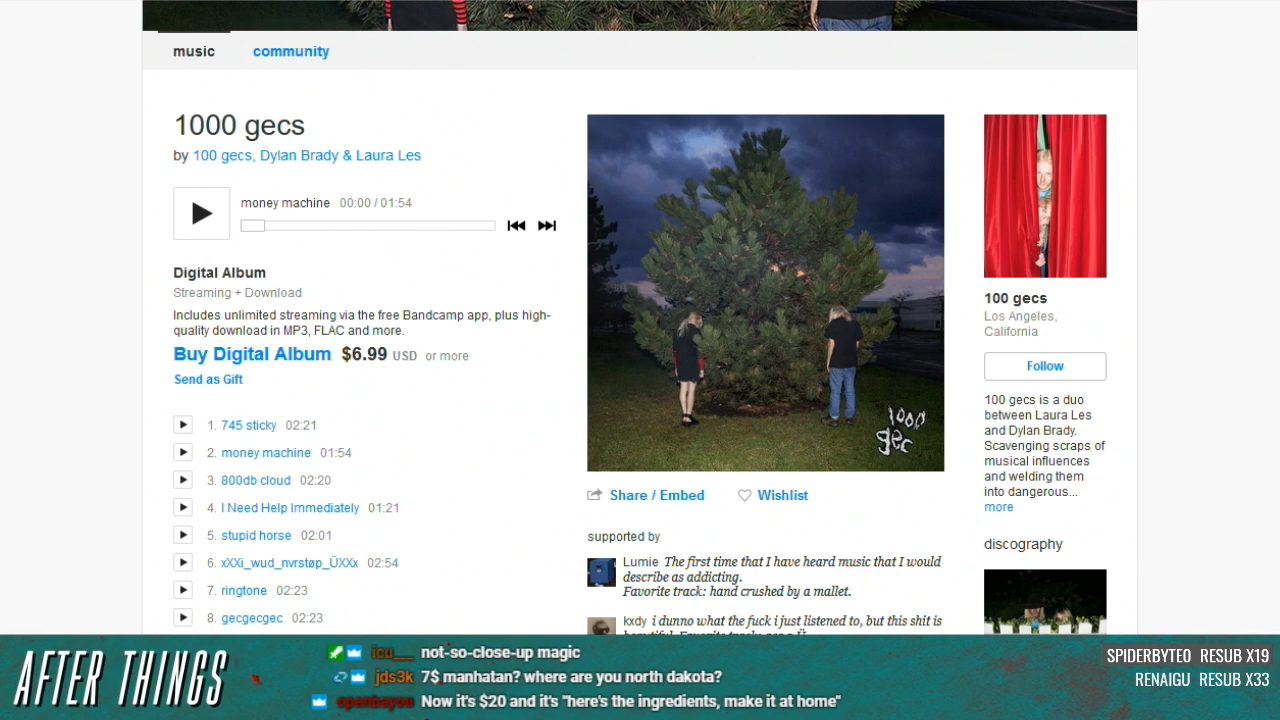 music
community
1000 gecs
by 100 gecs, Dylan Brady & Laura Les
money machine 00:00 / 01:54
Digital Album
Streaming + Download
Includes unlimited streaming via the free Bandcamp app, plus high-
quality download in MP3, FLAC and more.
Buy Digital Album $6.99 USD or more
Send as Gift
1. 745 sticky 02:21
2. money machine 01:54
3. 800db cloud 02:20
4. I Need Help Immediately 01:21
5. stupid horse 02:01
6. xXXi_wud_nvrstøp_ÜXXx 02:54
7. ringtone 02:23
8. gecgecgec 02:23
1000
gec
Share / Embed
Wishlist
supported by
Lumie The first time that I have heard music that I would
describe as addicting.
Favorite track: hand crushed by a mallet.
kxdy i dunno what the fuck i just listened to, but this shit is
100 gecs
Los Angeles,
California
Follow
100 gecs is a duo
between Laura Les
and Dylan Brady.
Scavenging scraps of
musical influences
and welding them
into dangerous...
more
discography
AFTER THINGS
icu__ not-so-close-up magic
jds3k 7$ manhatan? where are you north dakota?
openbayou Now it's $20 and it's "here's the ingredients, make it at home"
SPIDERBYTE0 RESUB X19
RENAIGU RESUB X33